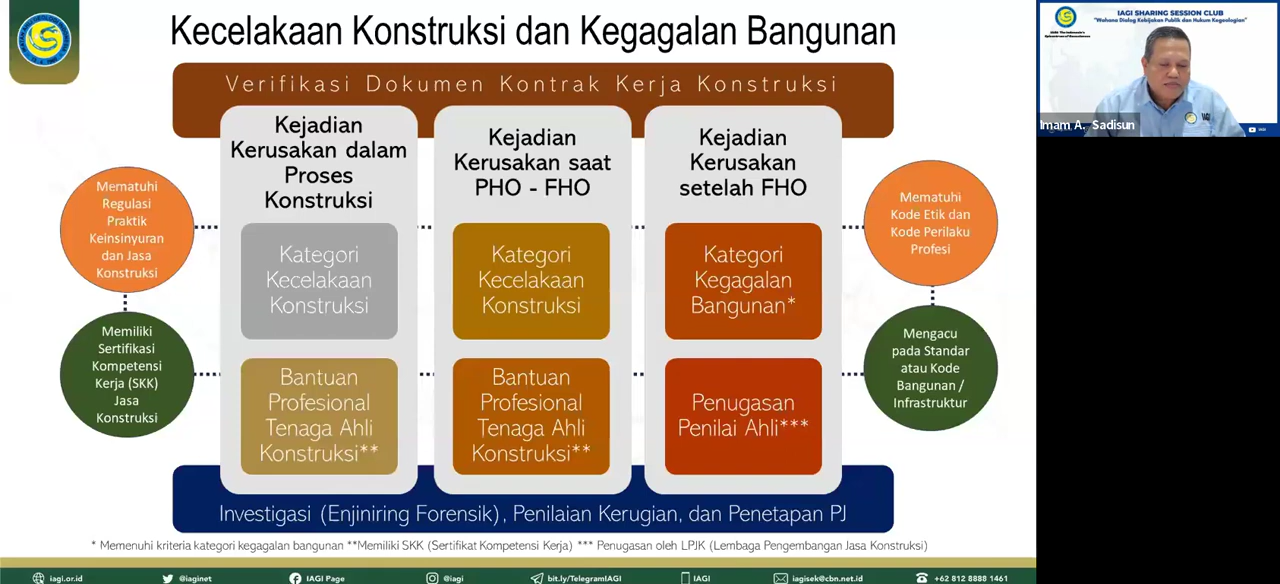 Kecelakaan Konstruksi dan Kegagalan Bangunan
Verifikasi Dokumen Kontrak Kerja Konstruksi
Kejadian
Kerusakan dalam
Proses
Konstruksi
Kategori
Kecelakaan
Konstruksi
Bantuan
Profesional
Tenaga Ahli
Konstruksi**
Kejadian
Kerusakan saat
PHO - FHO
Kategori
Kecelakaan
Konstruksi
Bantuan
Profesional
Tenaga Ahli
Konstruksi**
Kejadian
Kerusakan
setelah FHO
Kategori
Kegagalan
Bangunan*
Penugasan
Penilai Ahli***
Mematuhi
Regulasi
Praktik
Keinsinyuran
dan Jasa
Konstruksi
Memiliki
Sertifikasi
Kompetensi
Kerja (SKK)
Jasa
Konstruksi
Mematuhi
Kode Etik dan
Kode Perilaku
Profesi
Mengacu
pada Standar
atau Kode
Bangunan /
Infrastruktur
Investigasi (Enjiniring Forensik), Penilaian Kerugian, dan Penetapan PJ
* Memenuhi kriteria kategori kegagalan bangunan **Memiliki SKK (Sertifikat Kompetensi Kerja) *** Penugasan oleh LPJK (Lembaga Pengembangan Jasa Konstruksi)
iagi.or.id
@iaginet
IAGI Page
@iagi
bit.ly/TelegramIAGI
IAGI
iagisek@cbn.net.id
+62 812 8888 1461
IAGI SHARING SESSION CLUB
"Wahana Dialog Kebijakan Publik dan Hukum Kegeologian"
IAGI
Imam A. Sadisun
IAGI